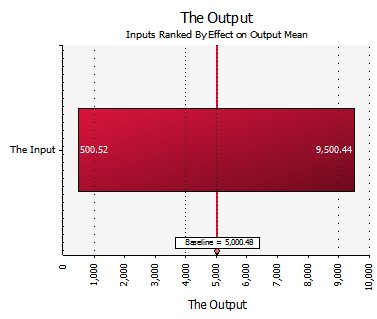 The Output
Inputs Ranked By Effect on Output Mean
The Input
500.52
9,500.44
Baseline = 5,000.48
0
1,000
2,000
3,000
4,000
5,000
6,000
7,000
8,000
9,000
10,000
The Output